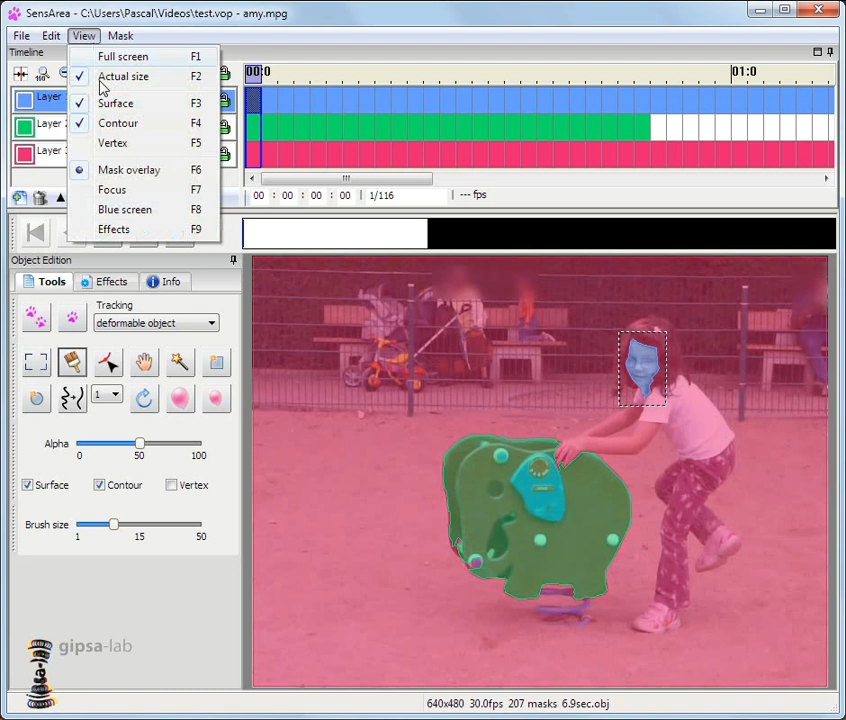 SensArea - C:\Users\Pascal\Videos\test.vop - amy.mpg
File Edit View Mask
Timeline
Full screen F1
Actual size F2
Surface F3
Contour F4
Vertex F5
Mask overlay F6
Focus F7
Blue screen F8
Effects F9
100
00:0 01:0
Layer
Layer
Layer
00 : 00 : 00 : 00 1/116 --- fps
Object Edition
Tools Effects Info
Tracking
deformable object
1
Alpha
0 50 100
Surface Contour Vertex
Brush size
1 15 50
gipsa-lab
640x480 30.0fps 207 masks 6.9sec.obj